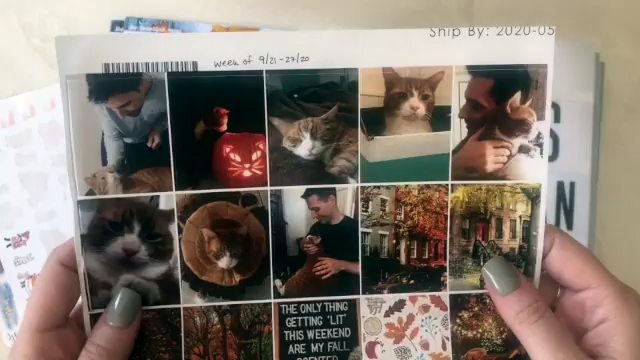 Ship By: 2020-05
week of 9/21-27/20
THE ONLY THING
GETTING 'LIT'
THIS WEEKEND
ARE MY FALL
SCENTED